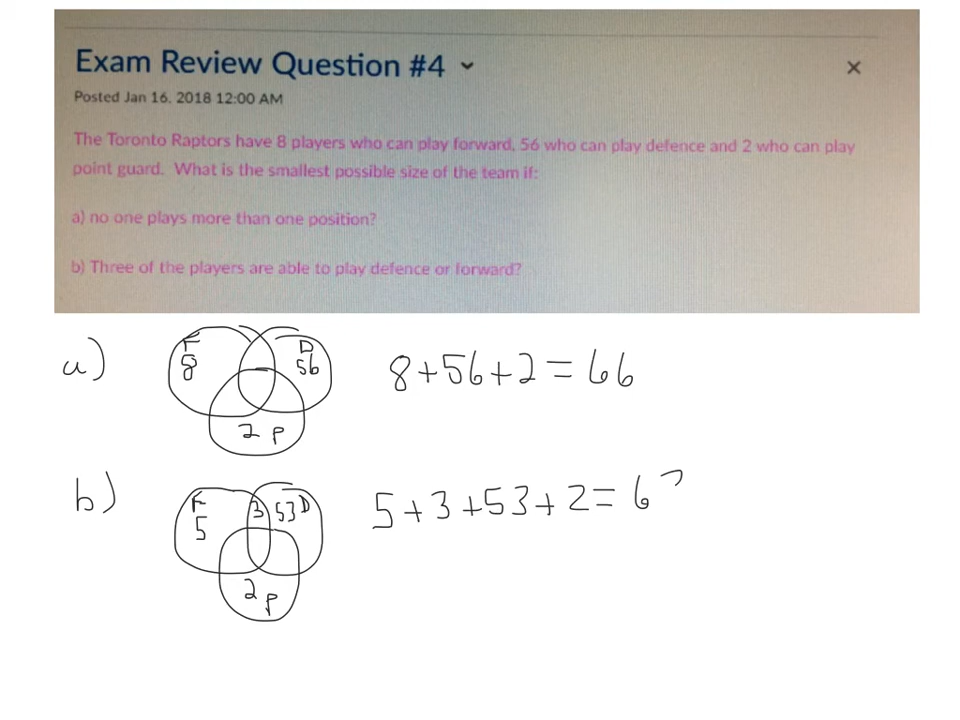 Exam Review Question #4
Posted Jan 16, 2018 12:00 AM
The Toronto Raptors have 8 players who can play forward, 56 who can play defence and 2 who can play
point guard. What is the smallest possible size of the team if:
a) no one plays more than one position?
b) Three of the players are able to play defence or forward?
a)
F
8
D
56
2 P
8+56+2=66
b)
F
5
3
53 D
2 P
5+3+53+2=6